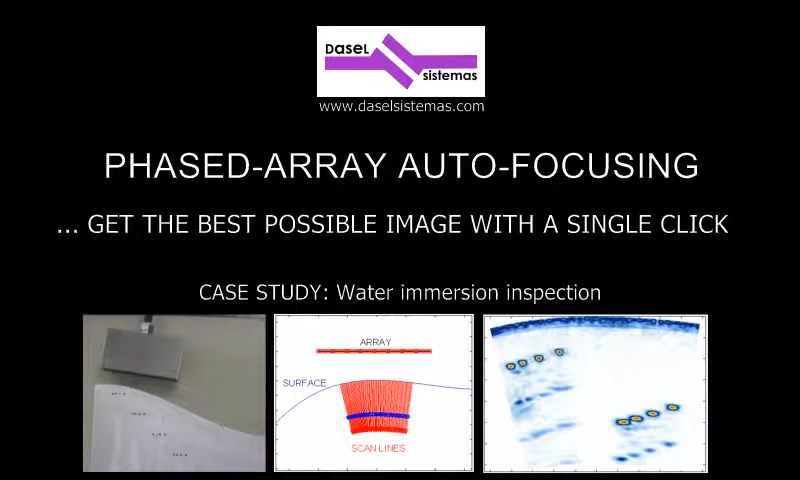 DASEL
sistemas
www.daselsistemas.com
PHASED-ARRAY AUTO-FOCUSING
... GET THE BEST POSSIBLE IMAGE WITH A SINGLE CLICK
CASE STUDY: Water immersion inspection
ARRAY
SURFACE
SCAN LINES